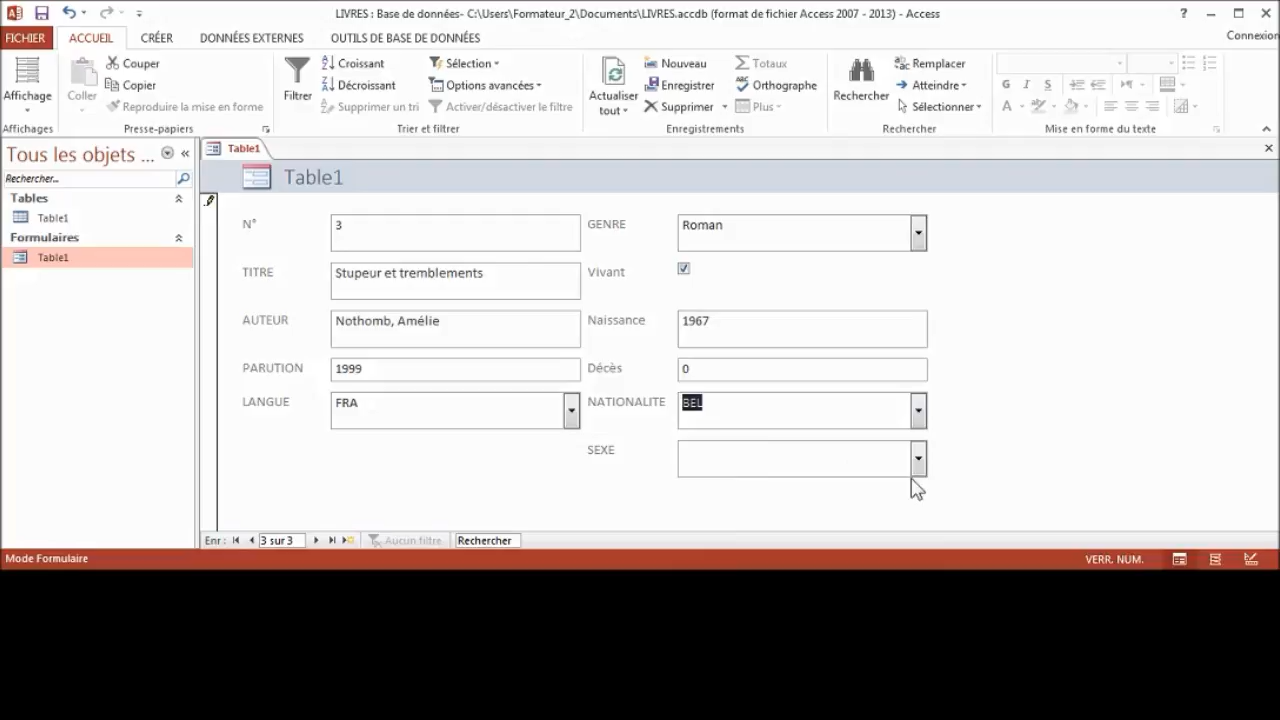 LIVRES : Base de données- C:\Users\Formateur_2\Documents\LIVRES.accdb (format de fichier Access 2007 - 2013) - Access
?
FICHIER ACCUEIL CRÉER DONNÉES EXTERNES OUTILS DE BASE DE DONNÉES Connexion
Affichage
Affichages
Coller
Couper
Copier
Reproduire la mise en forme
Presse-papiers
Filtrer
Croissant
Décroissant
Supprimer un tri
Sélection
Options avancées
Activer/désactiver le filtre
Trier et filtrer
Actualiser
tout
Nouveau
Enregistrer
Supprimer
Totaux
Orthographe
Plus
Enregistrements
Rechercher
Remplacer
Atteindre
Sélectionner
Rechercher
G I S
A
Mise en forme du texte
Tous les objets ...
Rechercher...
Tables
Table1
Formulaires
Table1
Table1
Table1
N° 3 GENRE Roman
TITRE Stupeur et tremblements Vivant
AUTEUR Nothomb, Amélie Naissance 1967
PARUTION 1999 Décès 0
LANGUE FRA NATIONALITE BEL
SEXE
Enr : 3 sur 3 Aucun filtre Rechercher
Mode Formulaire VERR. NUM.